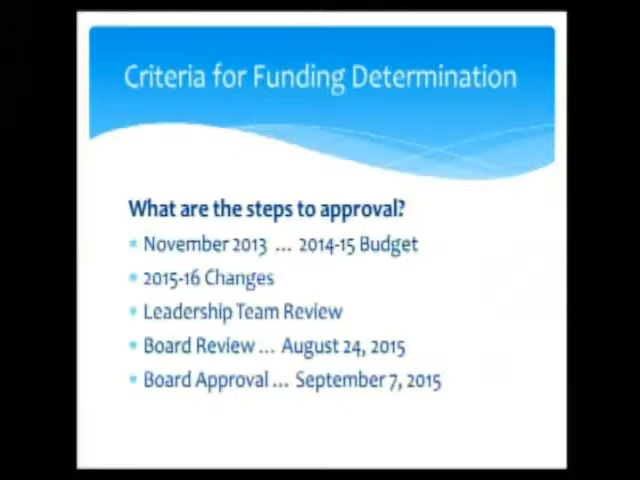 Criteria for Funding Determination
What are the steps to approval?
November 2013 ... 2014-15 Budget
2015-16 Changes
Leadership Team Review
Board Review ... August 24, 2015
Board Approval ... September 7, 2015